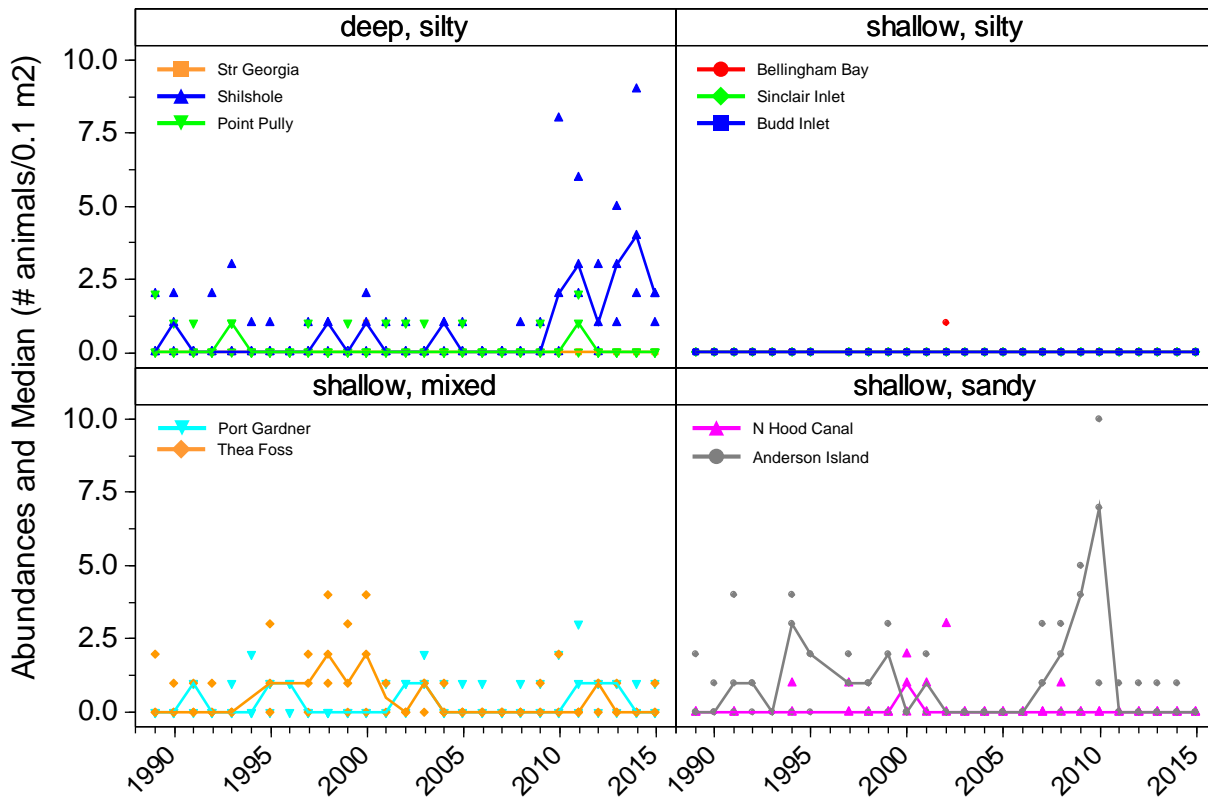 Abundances and Median (# animals/0.1 m2)
deep, silty
10.0
7.5
5.0
2.5
0.0
Str Georgia
Shilshole
Point Pully
shallow, silty
Bellingham Bay
Sinclair Inlet
Budd Inlet
shallow, mixed
10.0
7.5
5.0
2.5
0.0
Port Gardner
Thea Foss
shallow, sandy
N Hood Canal
Anderson Island
1990
1995
2000
2005
2010
2015
1990
1995
2000
2005
2010
2015